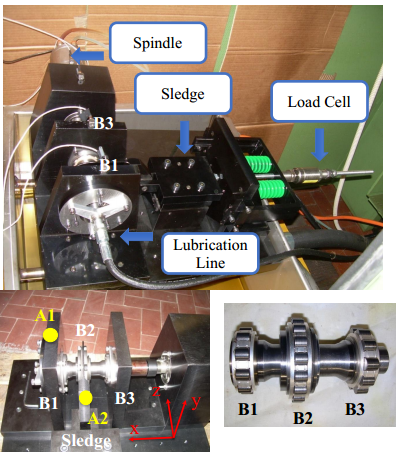 Spindle
Sledge
Load Cell
B3
B1
Lubrication
Line
A1
B2
B1
A2
B3
y
x
Sledge
B1
B2
B3